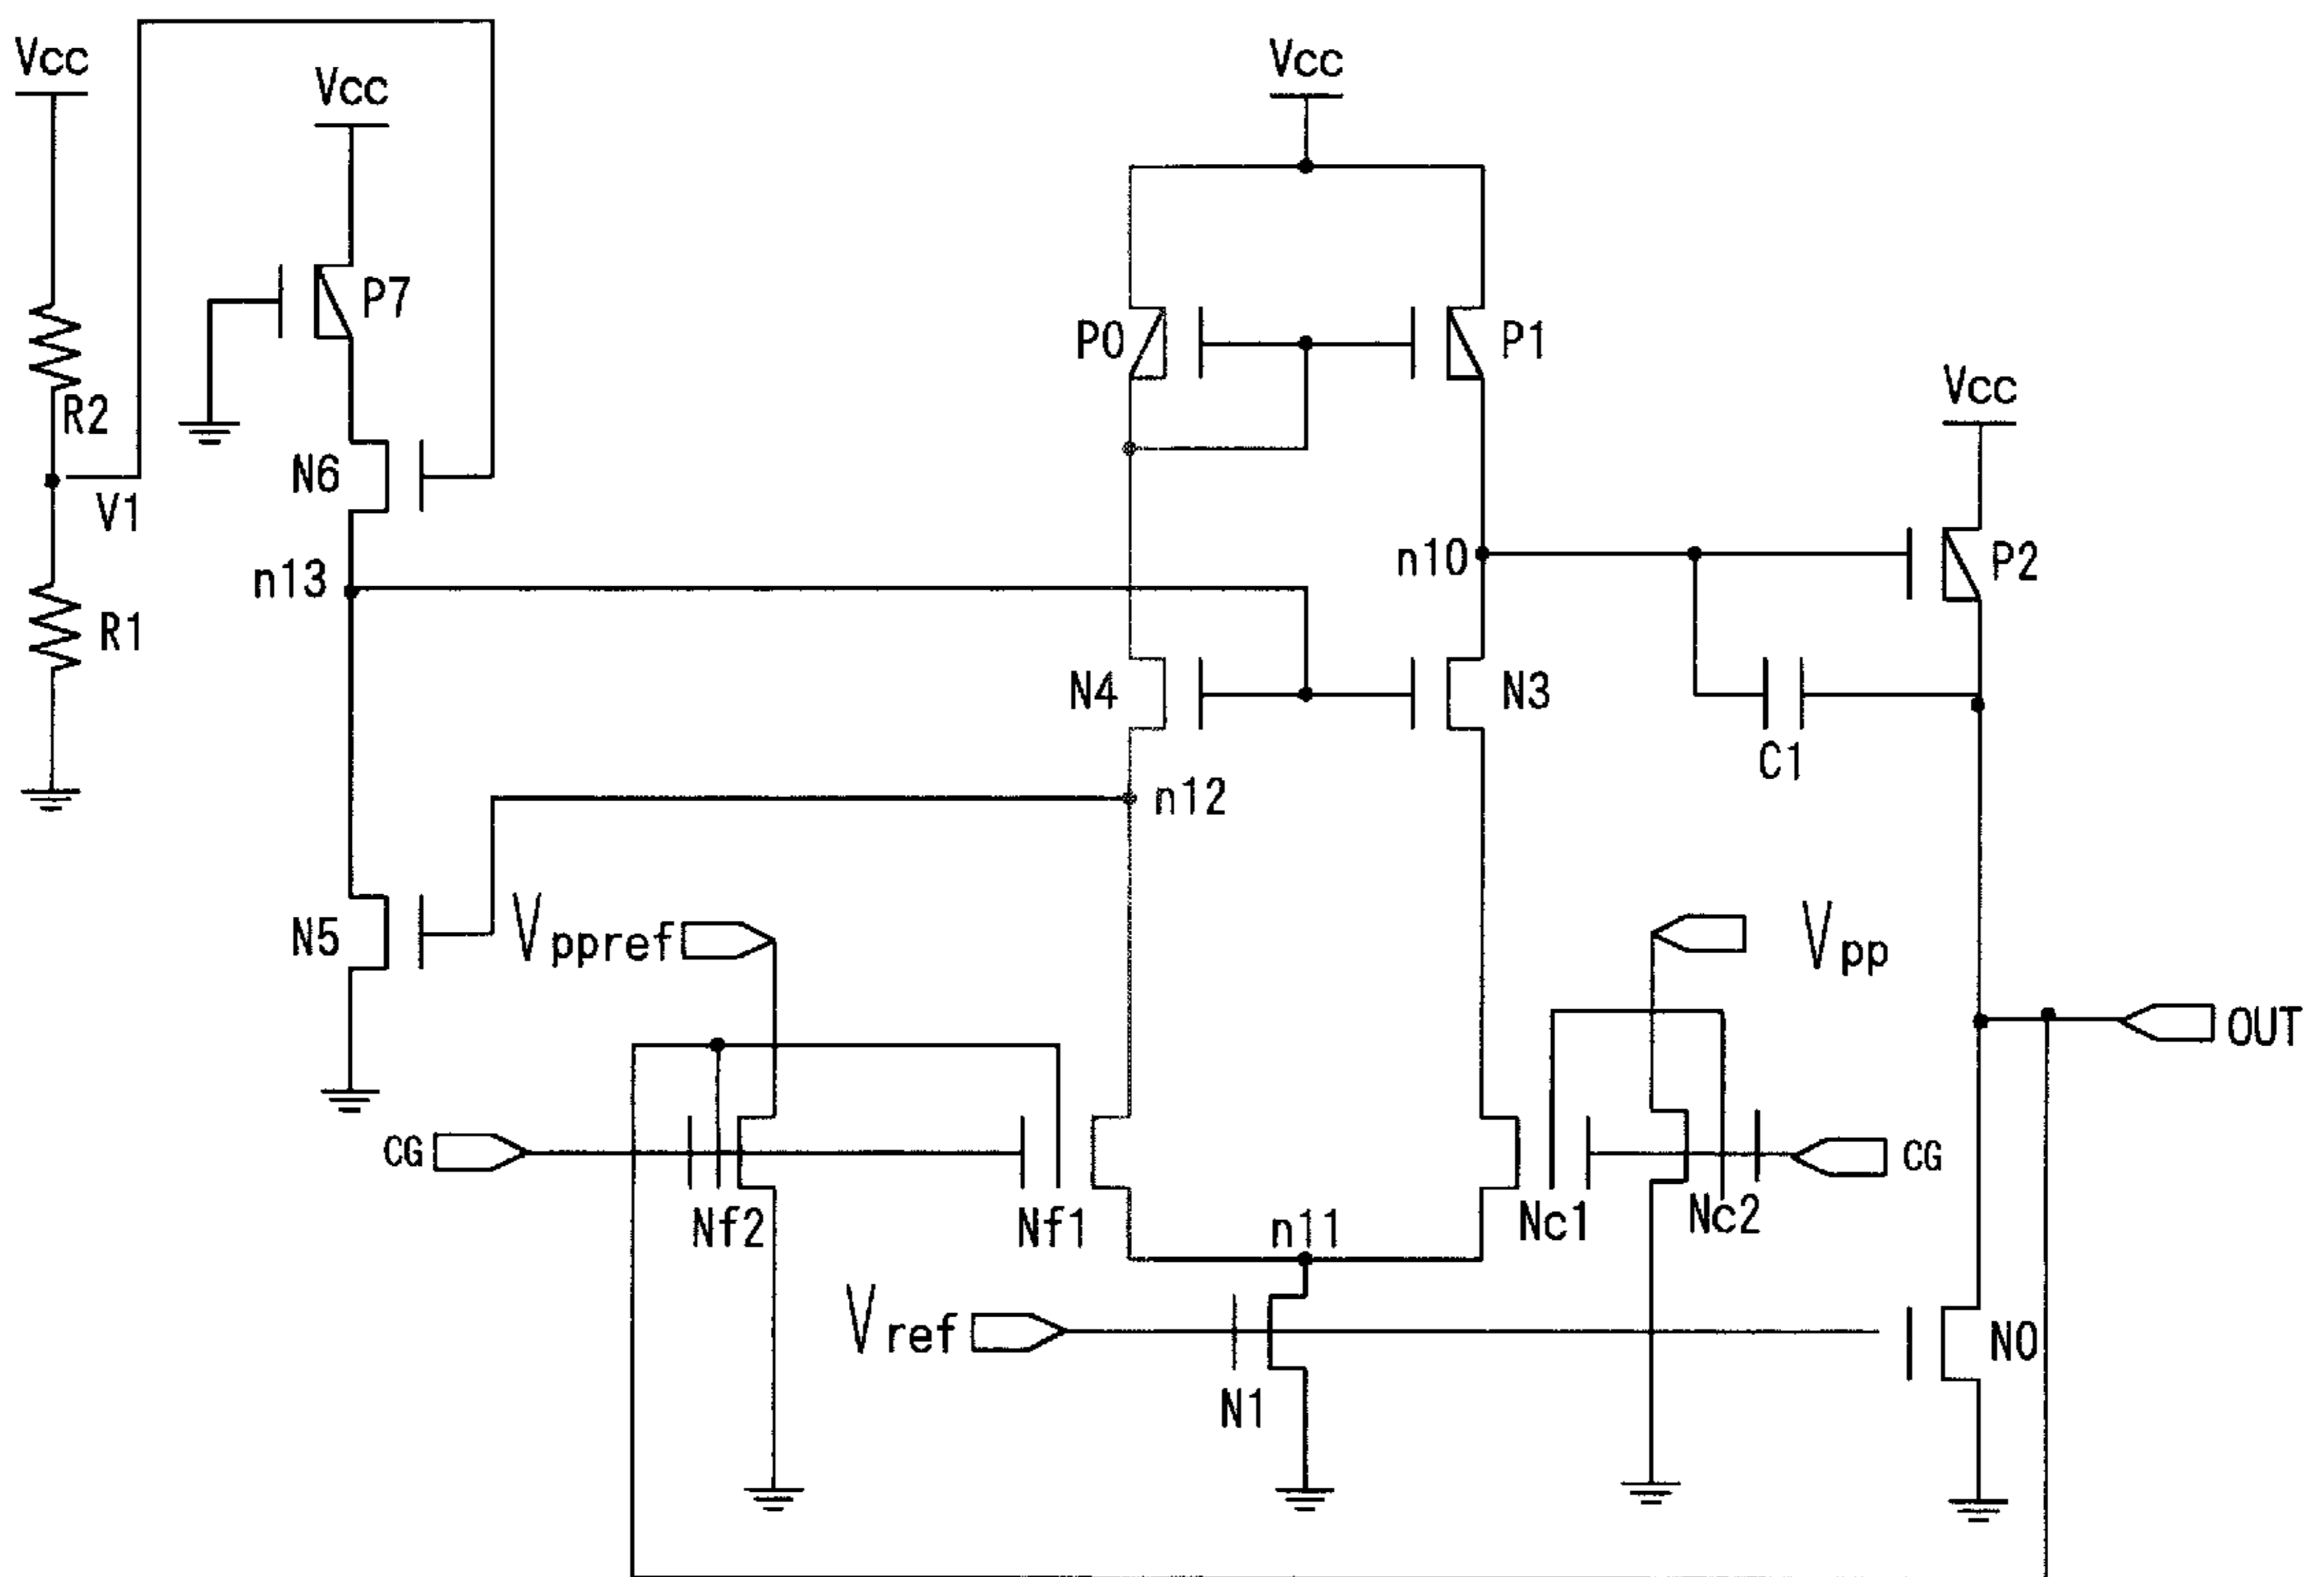 Vcc
Vcc
Vcc
P7
P0
P1
R2
Vcc
N6
V1
n13
n10
P2
R1
N4
N3
C1
n12
N5
Vppref
Vpp
OUT
CG
CG
Nf2
Nf1
n11
Nc1
Nc2
Vref
N0
N1